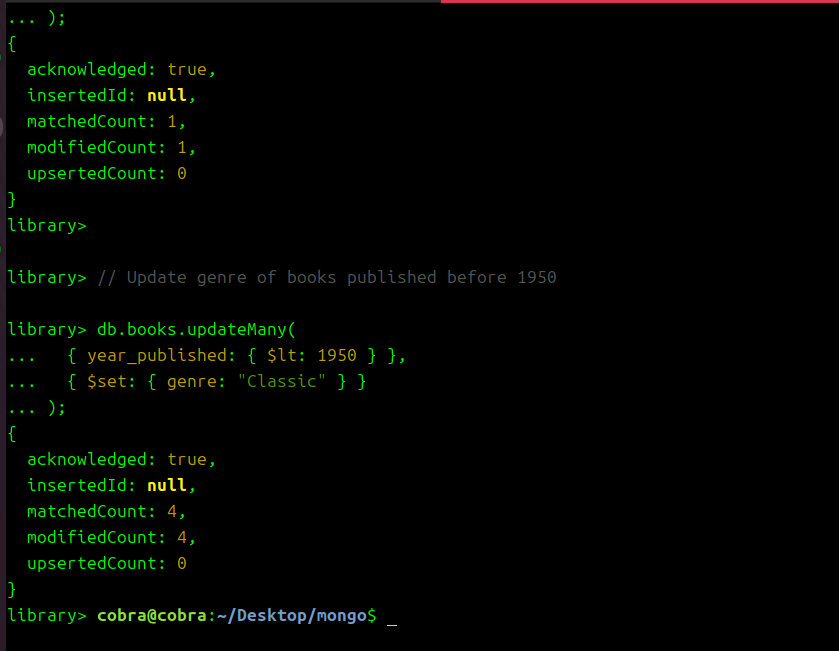 ... );
{
  acknowledged: true,
  insertedId: null,
  matchedCount: 1,
  modifiedCount: 1,
  upsertedCount: 0
}
library>
library> // Update genre of books published before 1950
library> db.books.updateMany(
...   { year_published: { $lt: 1950 } },
...   { $set: { genre: "Classic" } }
... );
{
  acknowledged: true,
  insertedId: null,
  matchedCount: 4,
  modifiedCount: 4,
  upsertedCount: 0
}
library> cobra@cobra:~/Desktop/mongo$ _